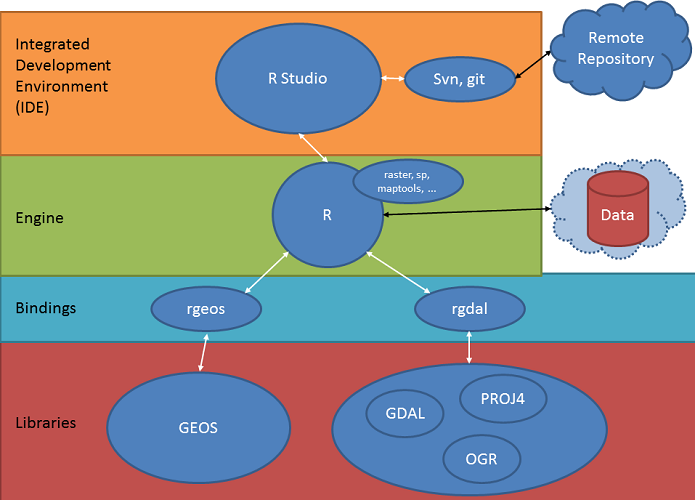 Integrated
Development
Environment
(IDE)
R Studio
Svn, git
Remote
Repository
Engine
raster, sp,
maptools, ...
R
Data
Bindings
rgeos
rgdal
Libraries
GEOS
GDAL
PROJ4
OGR